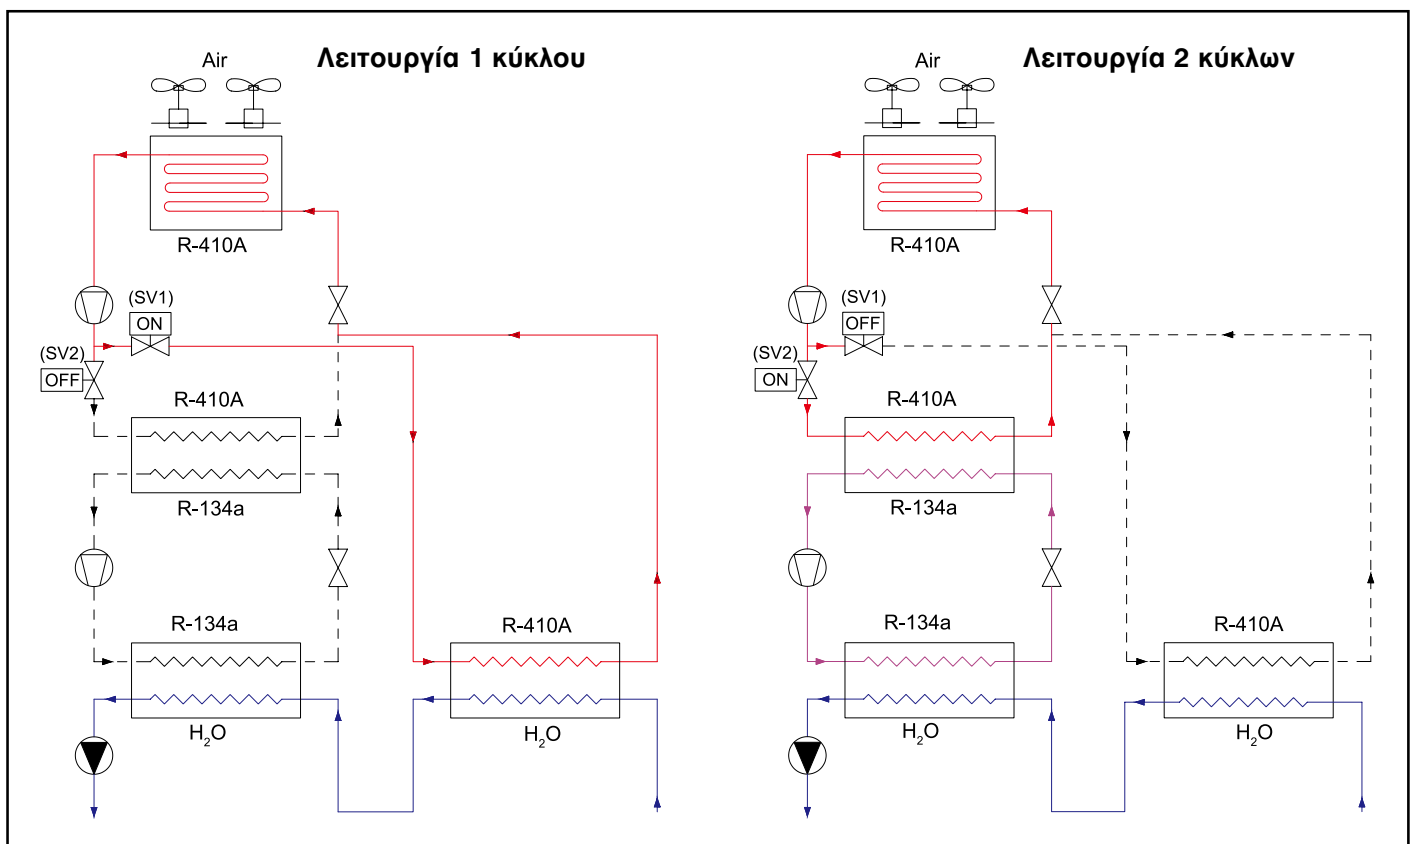 Λειτουργία 1 κύκλου
Air
R-410A
(SV1)
ON
(SV2)
OFF
R-410A
R-134a
R-134a
R-410A
H₂O
H₂O
Λειτουργία 2 κύκλων
Air
R-410A
(SV1)
OFF
(SV2)
ON
R-410A
R-134a
R-134a
R-410A
H₂O
H₂O